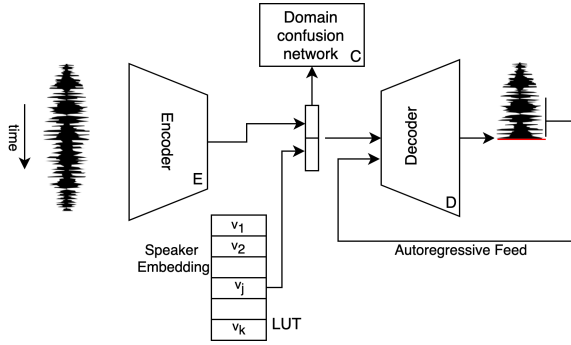 Domain
confusion
network C
time
Encoder
E
Decoder
D
Speaker
Embedding
v1
v2
vj
vk
LUT
Autoregressive Feed